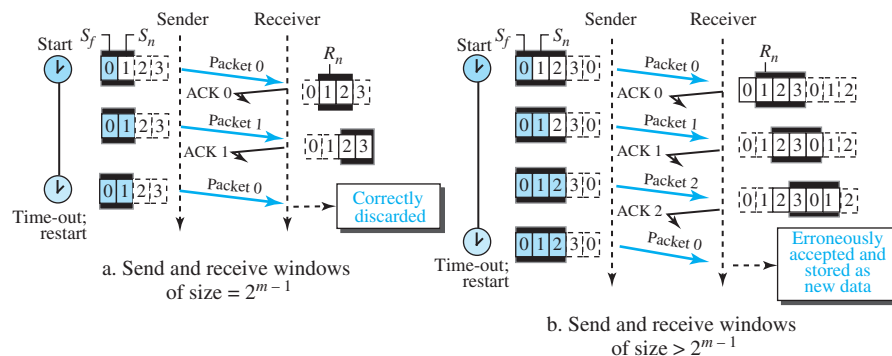 Sender
Receiver
S_f S_n
Start
0 1 2 3
Packet 0
R_n
ACK 0
0 1 2 3
0 1 2 3
Packet 1
ACK 1
0 1 2 3
0 1 2 3
Packet 0
Time-out;
restart
Correctly
discarded
a. Send and receive windows
of size = 2^{m – 1}
Sender
Receiver
S_f S_n
Start
0 1 2 3 0
Packet 0
R_n
ACK 0
0 1 2 3 0 1 2
0 1 2 3 0
Packet 1
ACK 1
0 1 2 3 0 1 2
0 1 2 3 0
Packet 2
ACK 2
0 1 2 3 0 1 2
0 1 2 3 0
Packet 0
Time-out;
restart
Erroneously
accepted and
stored as
new data
b. Send and receive windows
of size > 2^{m – 1}